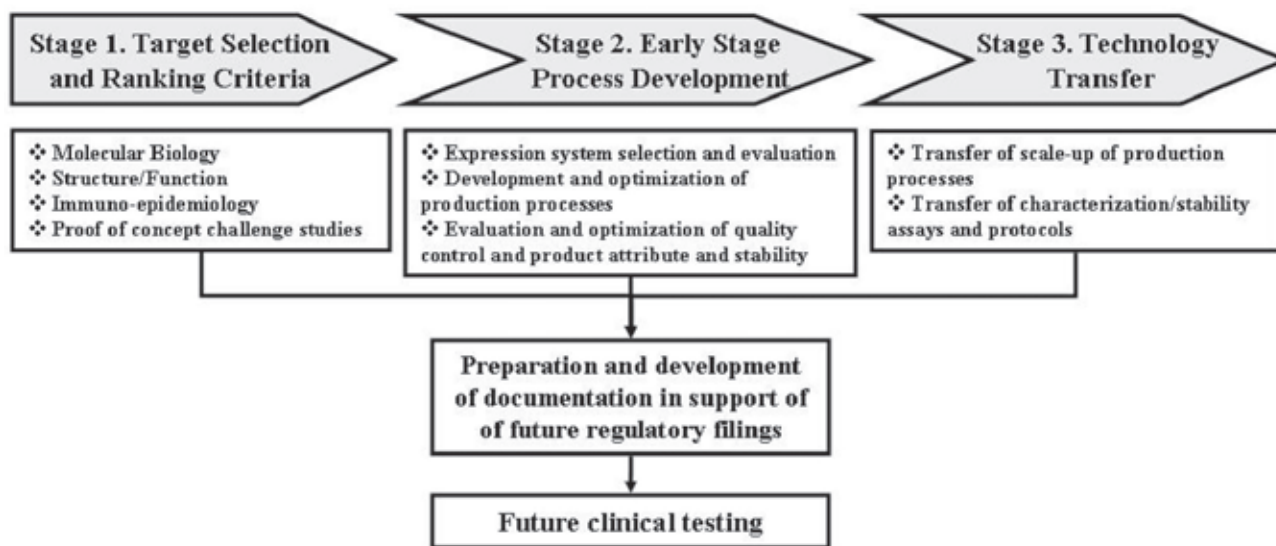 Stage 1. Target Selection
and Ranking Criteria
Stage 2. Early Stage
Process Development
Stage 3. Technology
Transfer
❖ Molecular Biology
❖ Structure/Function
❖ Immuno-epidemiology
❖ Proof of concept challenge studies
❖ Expression system selection and evaluation
❖ Development and optimization of
production processes
❖ Evaluation and optimization of quality
control and product attribute and stability
❖ Transfer of scale-up of production
processes
❖ Transfer of characterization/stability
assays and protocols
Preparation and development
of documentation in support of
of future regulatory filings
Future clinical testing